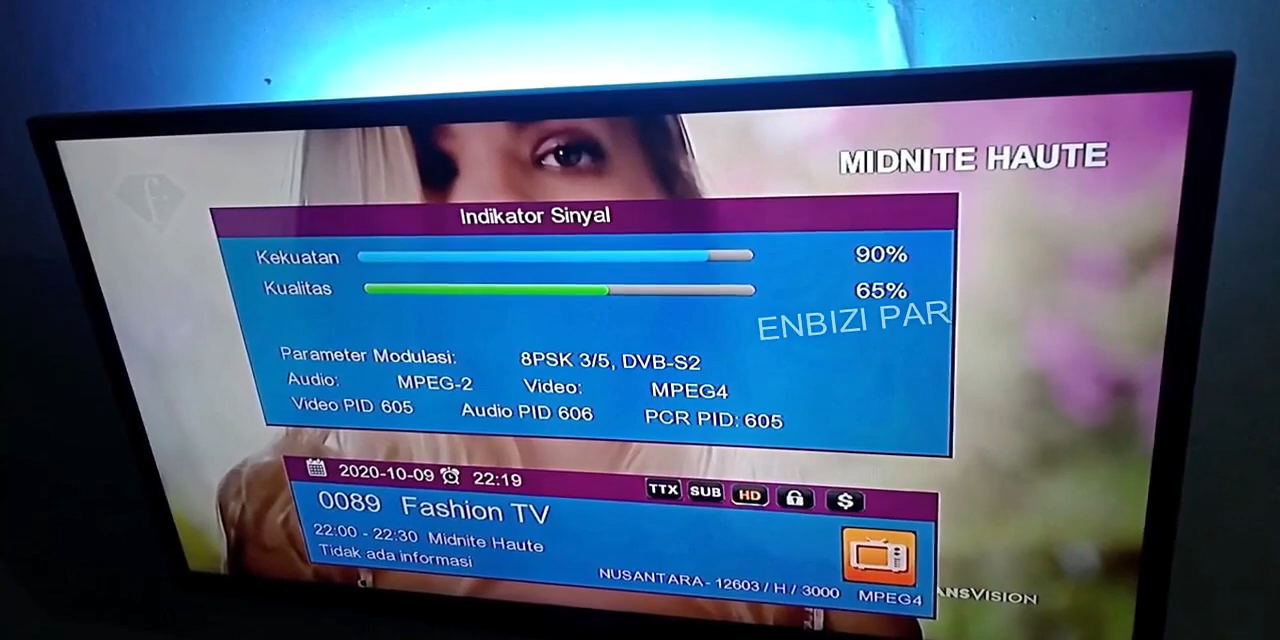 MIDNITE HAUTE
Indikator Sinyal
Kekuatan 90%
Kualitas 65%
ENBIZI PAR
Parameter Modulasi: 8PSK 3/5, DVB-S2
Audio: MPEG-2 Video: MPEG4
Video PID 605 Audio PID 606 PCR PID: 605
2020-10-09 22:19 TTX SUB HD $
0089 Fashion TV
22:00 - 22:30 Midnite Haute
Tidak ada informasi
NUSANTARA- 12603 / H / 3000 MPEG4
ANSVISION